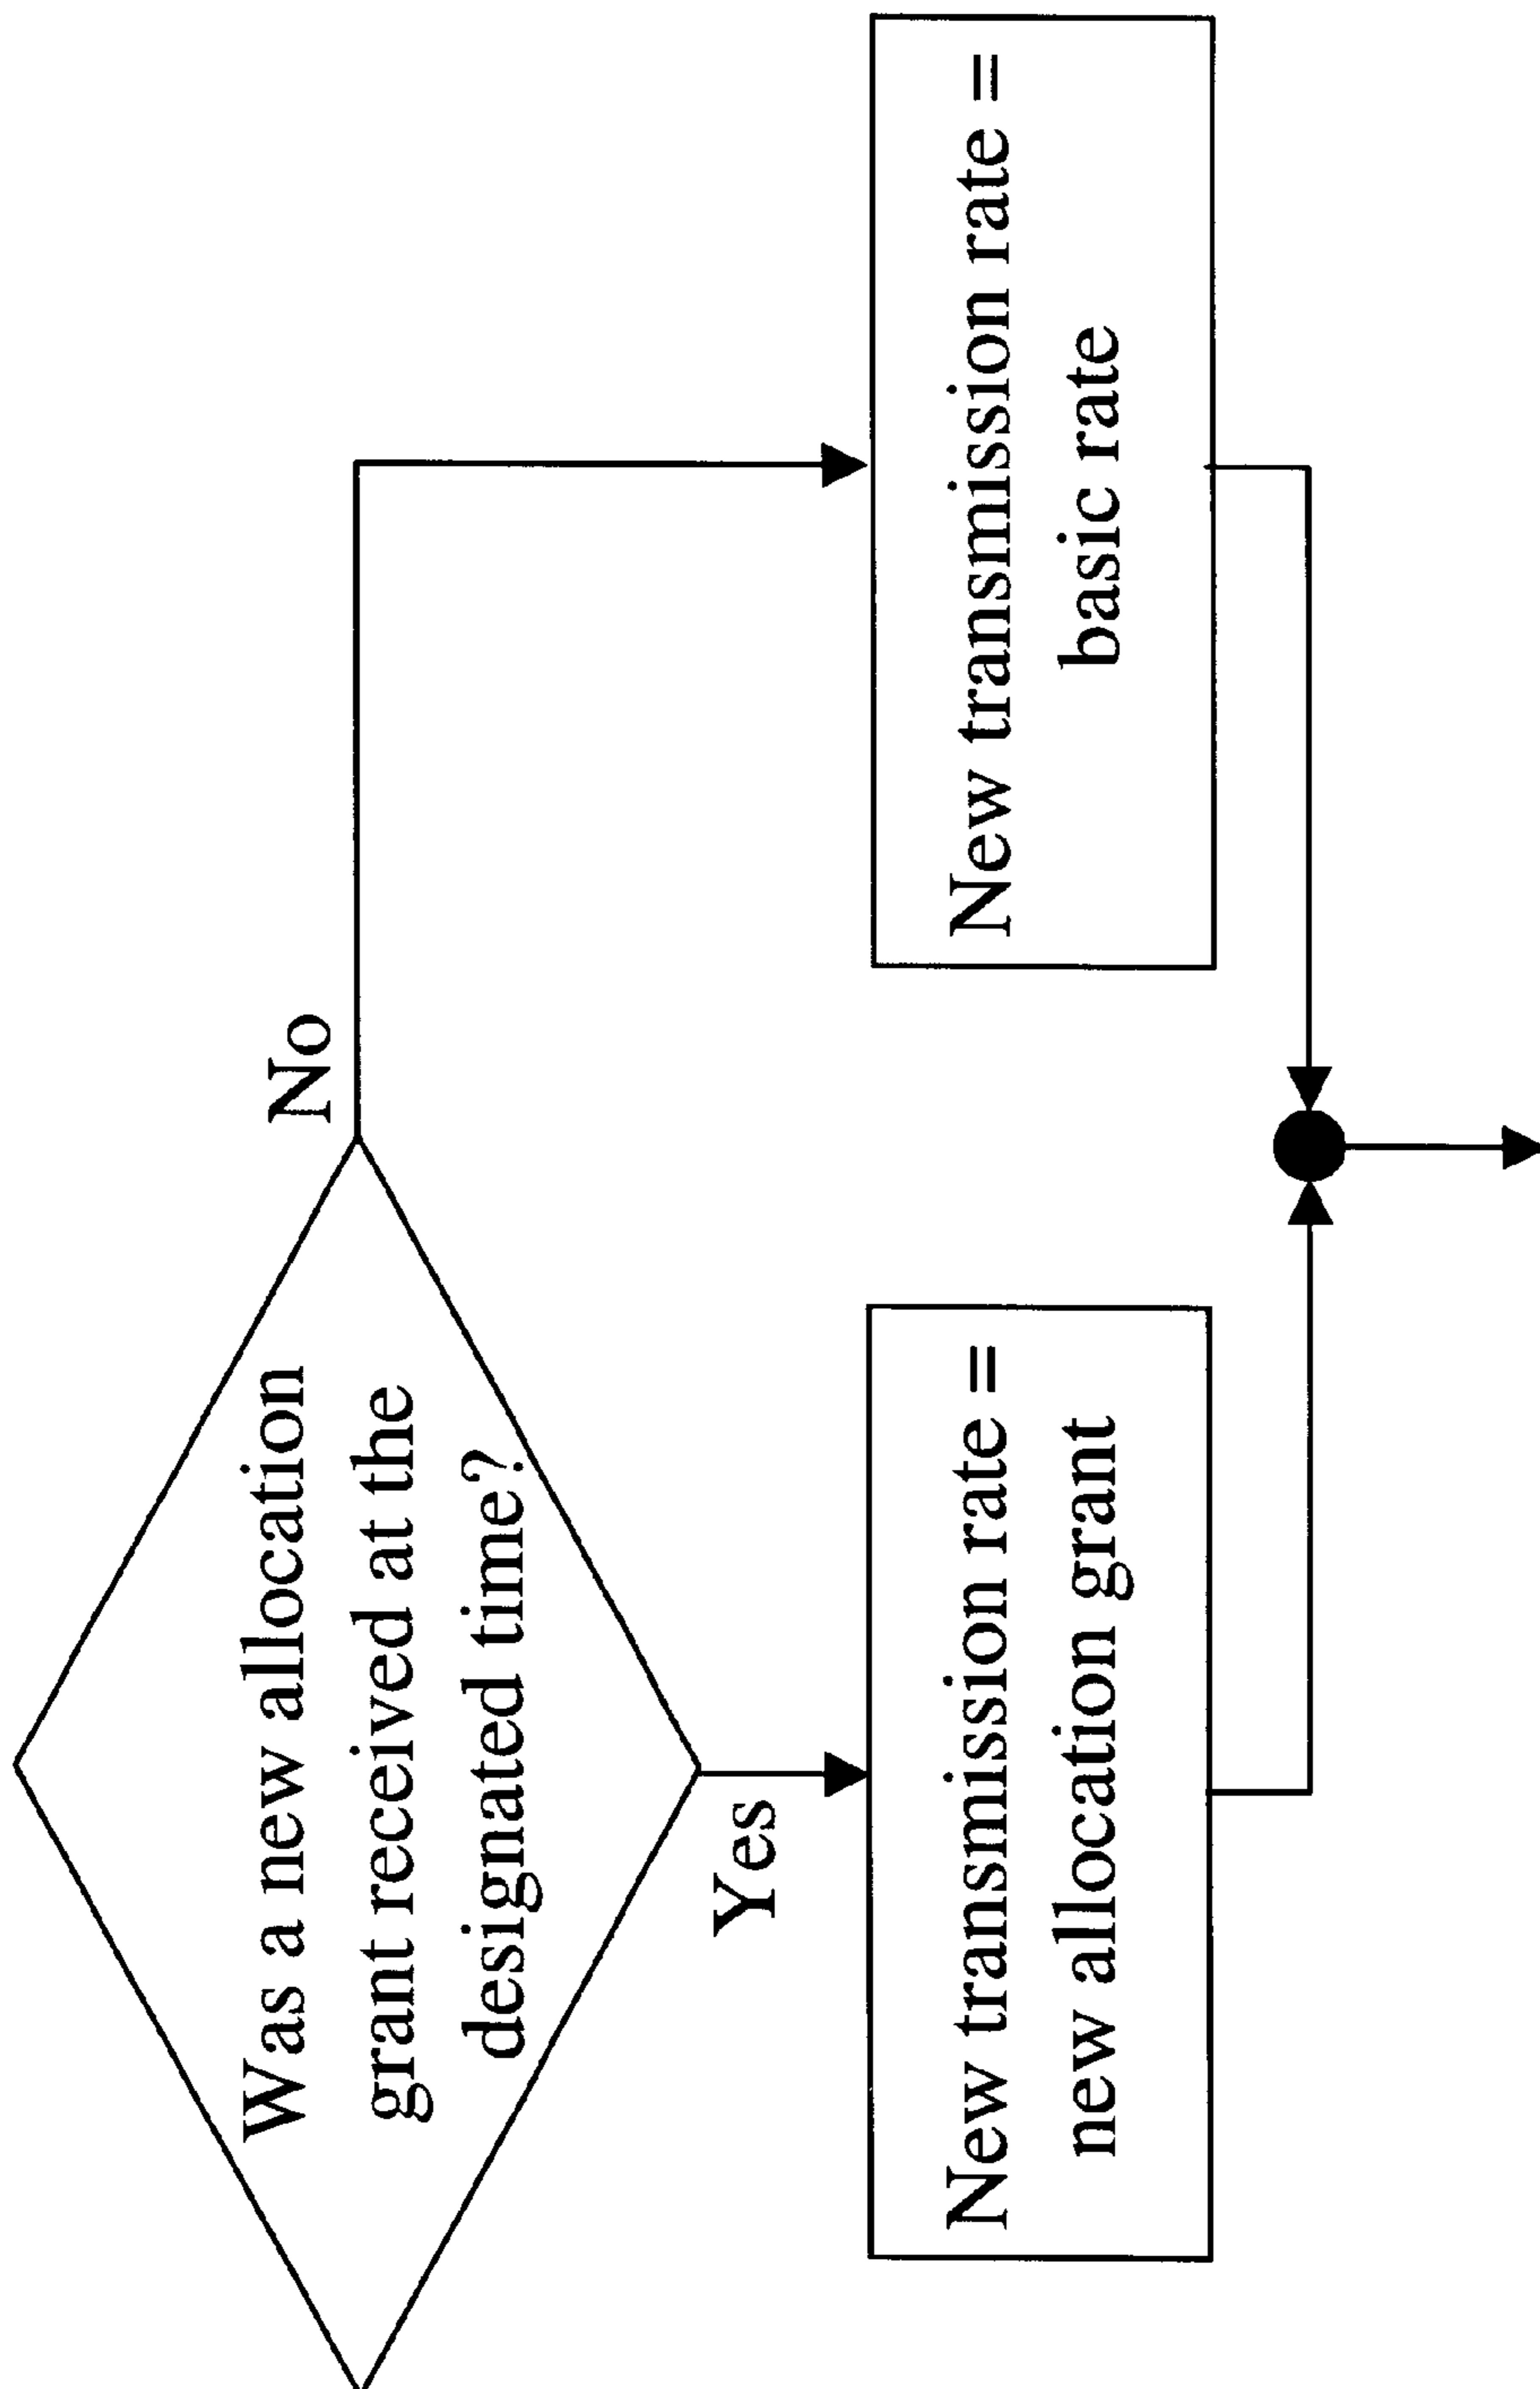 Was a new allocation
grant received at the
designated time?
No
Yes
New transmission rate =
new allocation grant
New transmission rate =
basic rate